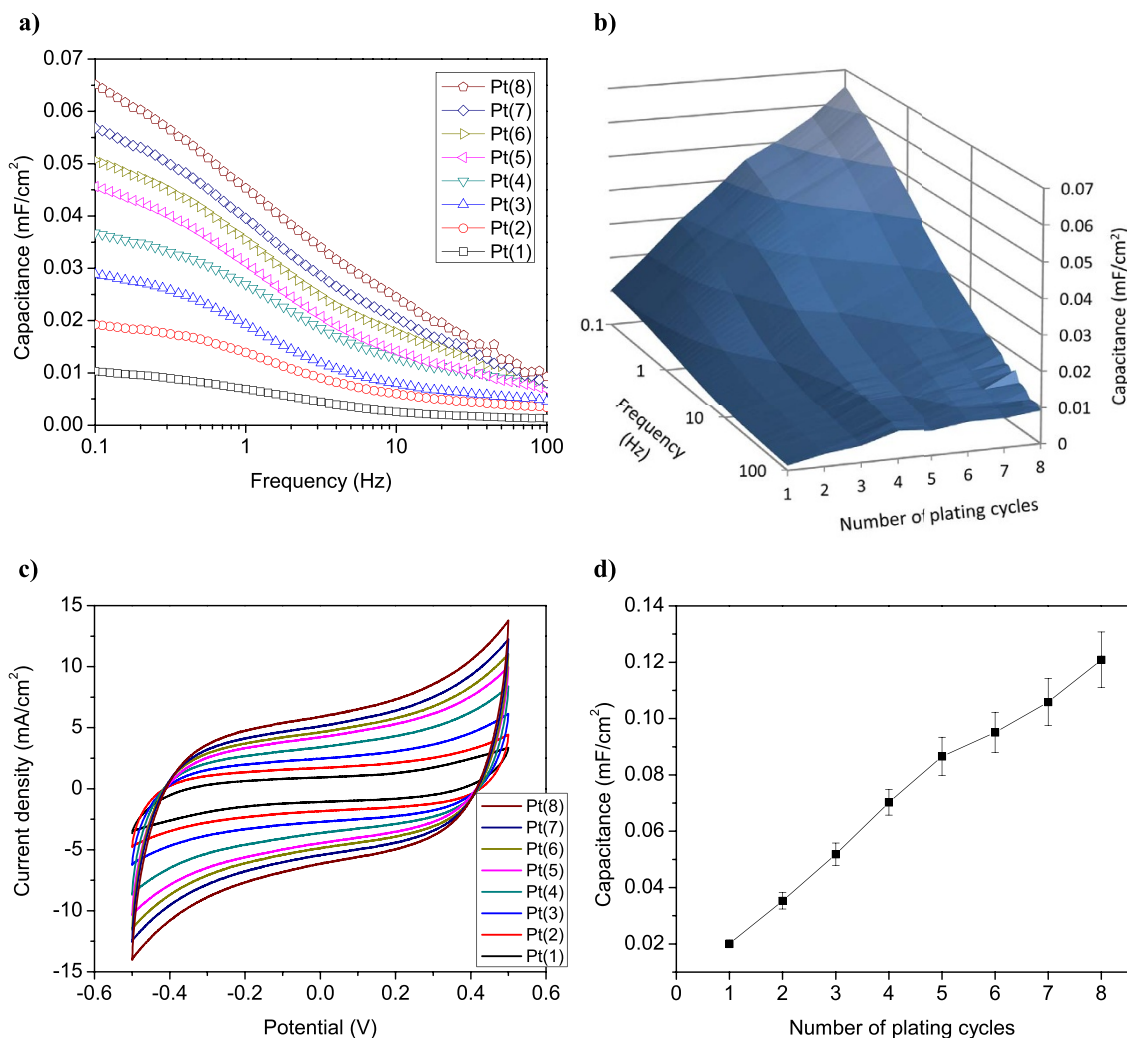 a)
0.07
0.06
0.05
0.04
0.03
0.02
0.01
0.00
Capacitance (mF/cm²)
0.1
1
10
100
Frequency (Hz)
Pt(8)
Pt(7)
Pt(6)
Pt(5)
Pt(4)
Pt(3)
Pt(2)
Pt(1)
b)
0.07
0.06
0.05
0.04
0.03
0.02
0.01
0
Capacitance (mF/cm²)
0.1
1
10
100
Frequency
(Hz)
1 2 3 4 5 6 7 8
Number of plating cycles
c)
15
10
5
0
-5
-10
-15
Current density (mA/cm²)
-0.6 -0.4 -0.2 0.0 0.2 0.4 0.6
Potential (V)
Pt(8)
Pt(7)
Pt(6)
Pt(5)
Pt(4)
Pt(3)
Pt(2)
Pt(1)
d)
0.14
0.12
0.10
0.08
0.06
0.04
0.02
Capacitance (mF/cm²)
0 1 2 3 4 5 6 7 8
Number of plating cycles